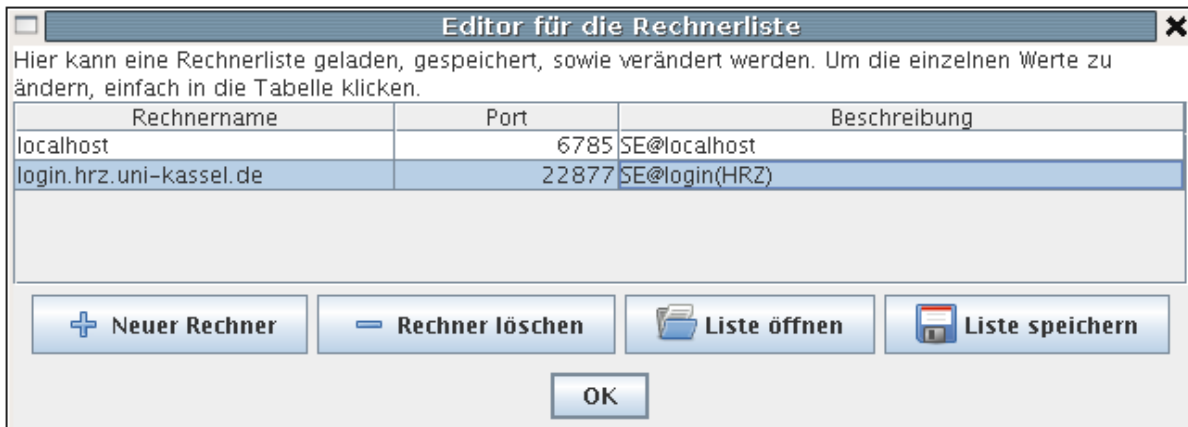 Editor für die Rechnerliste
Hier kann eine Rechnerliste geladen, gespeichert, sowie verändert werden. Um die einzelnen Werte zu
ändern, einfach in die Tabelle klicken.
Rechnername Port Beschreibung
localhost 6785 SE@localhost
login.hrz.uni-kassel.de 22877 SE@login(HRZ)
Neuer Rechner Rechner löschen Liste öffnen Liste speichern
OK